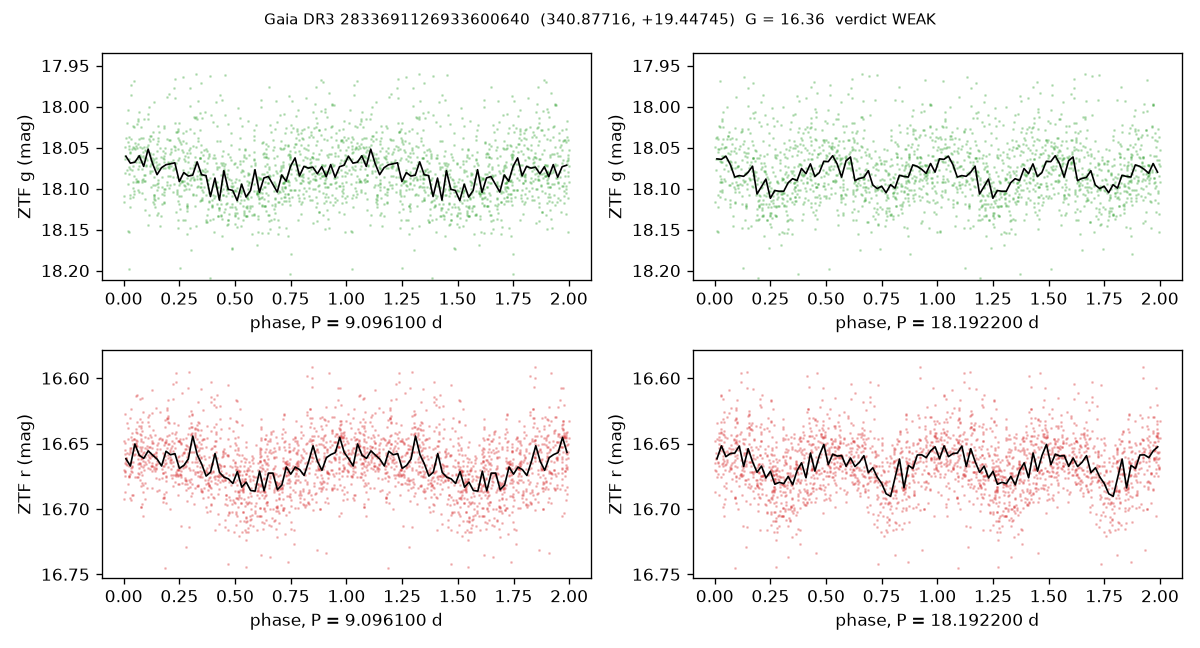 Gaia DR3 2833691126933600640  (340.87716, +19.44745)  G = 16.36  verdict WEAK
ZTF g (mag)
17.95
18.00
18.05
18.10
18.15
18.20
0.00 0.25 0.50 0.75 1.00 1.25 1.50 1.75 2.00
phase, P = 9.096100 d
ZTF g (mag)
17.95
18.00
18.05
18.10
18.15
18.20
0.00 0.25 0.50 0.75 1.00 1.25 1.50 1.75 2.00
phase, P = 18.192200 d
ZTF r (mag)
16.60
16.65
16.70
16.75
0.00 0.25 0.50 0.75 1.00 1.25 1.50 1.75 2.00
phase, P = 9.096100 d
ZTF r (mag)
16.60
16.65
16.70
16.75
0.00 0.25 0.50 0.75 1.00 1.25 1.50 1.75 2.00
phase, P = 18.192200 d